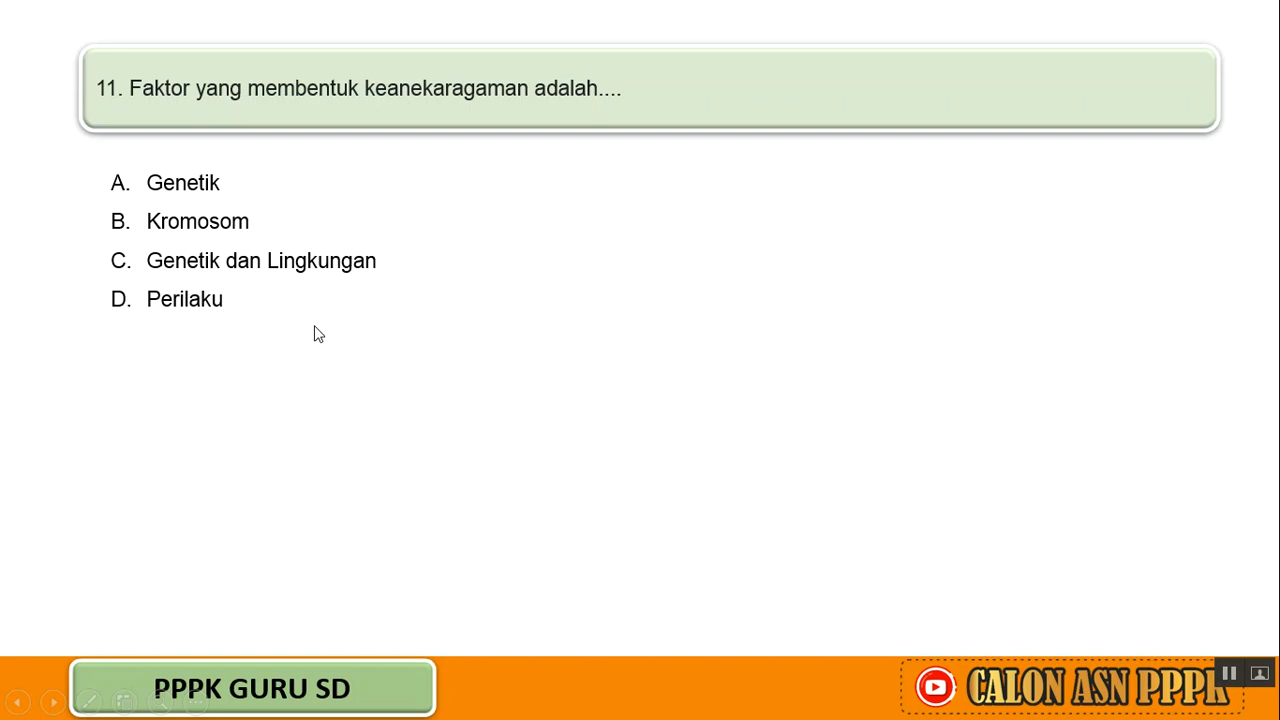 11. Faktor yang membentuk keanekaragaman adalah....
A. Genetik
B. Kromosom
C. Genetik dan Lingkungan
D. Perilaku
PPPK GURU SD
CALON ASN PPPK